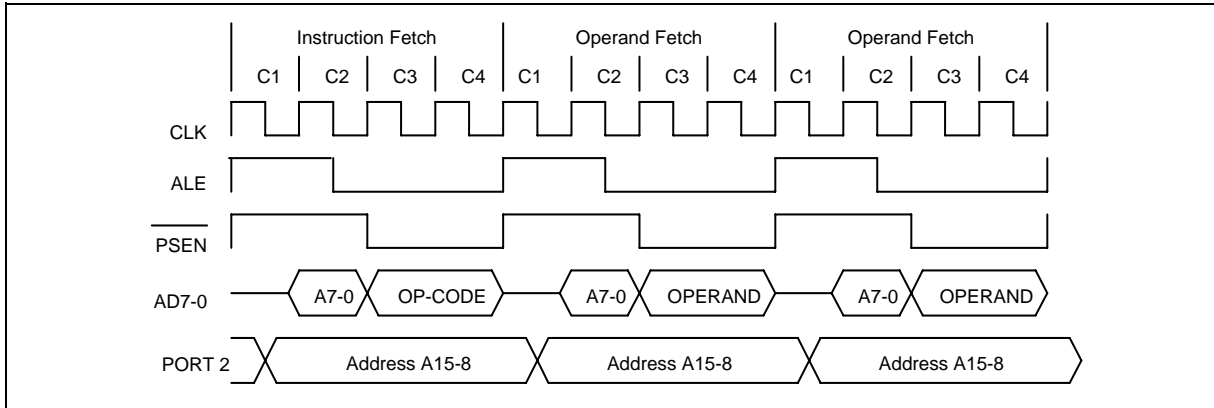 Instruction Fetch Operand Fetch Operand Fetch
C1 C2 C3 C4 C1 C2 C3 C4 C1 C2 C3 C4
CLK
ALE
PSEN
AD7-0 A7-0 OP-CODE A7-0 OPERAND A7-0 OPERAND
PORT 2 Address A15-8 Address A15-8 Address A15-8